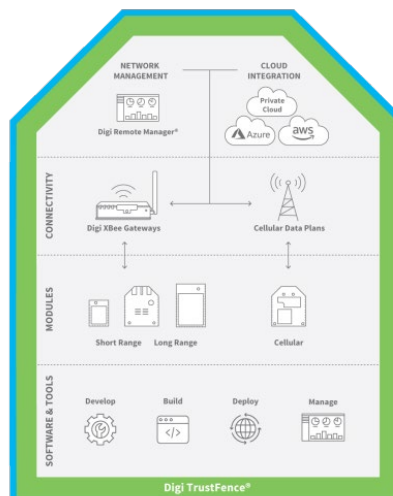 NETWORK
MANAGEMENT
CLOUD
INTEGRATION
Digi Remote Manager®
Private
Cloud
Azure
aws
CONNECTIVITY
Digi XBee Gateways
Cellular Data Plans
MODULES
Short Range
Long Range
Cellular
SOFTWARE & TOOLS
Develop
Build
Deploy
Manage
</>
Digi TrustFence®